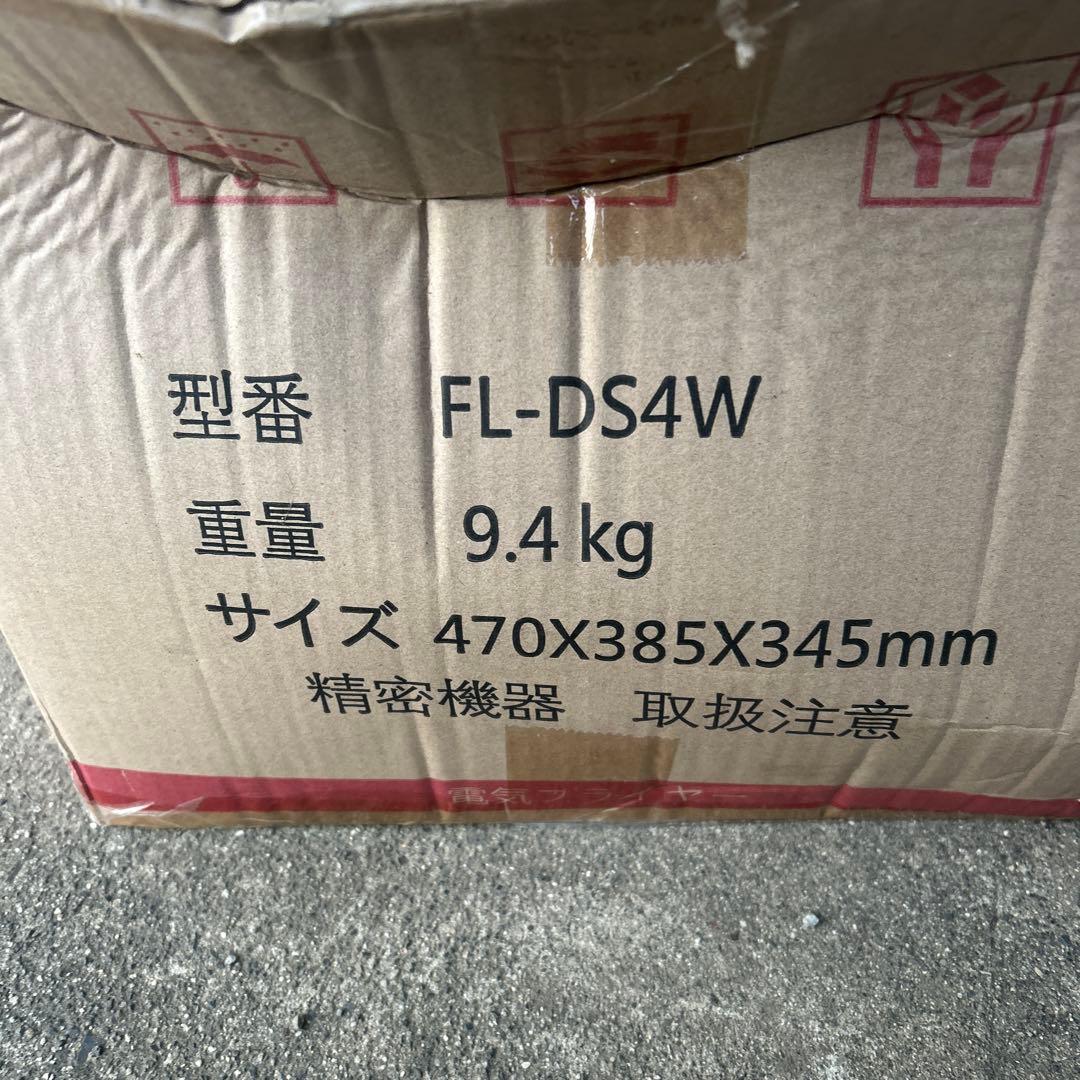 型番 FL-DS4W
重量 9.4 kg
サイズ 470X385X345mm
精密機器 取扱注意
電気フライヤー